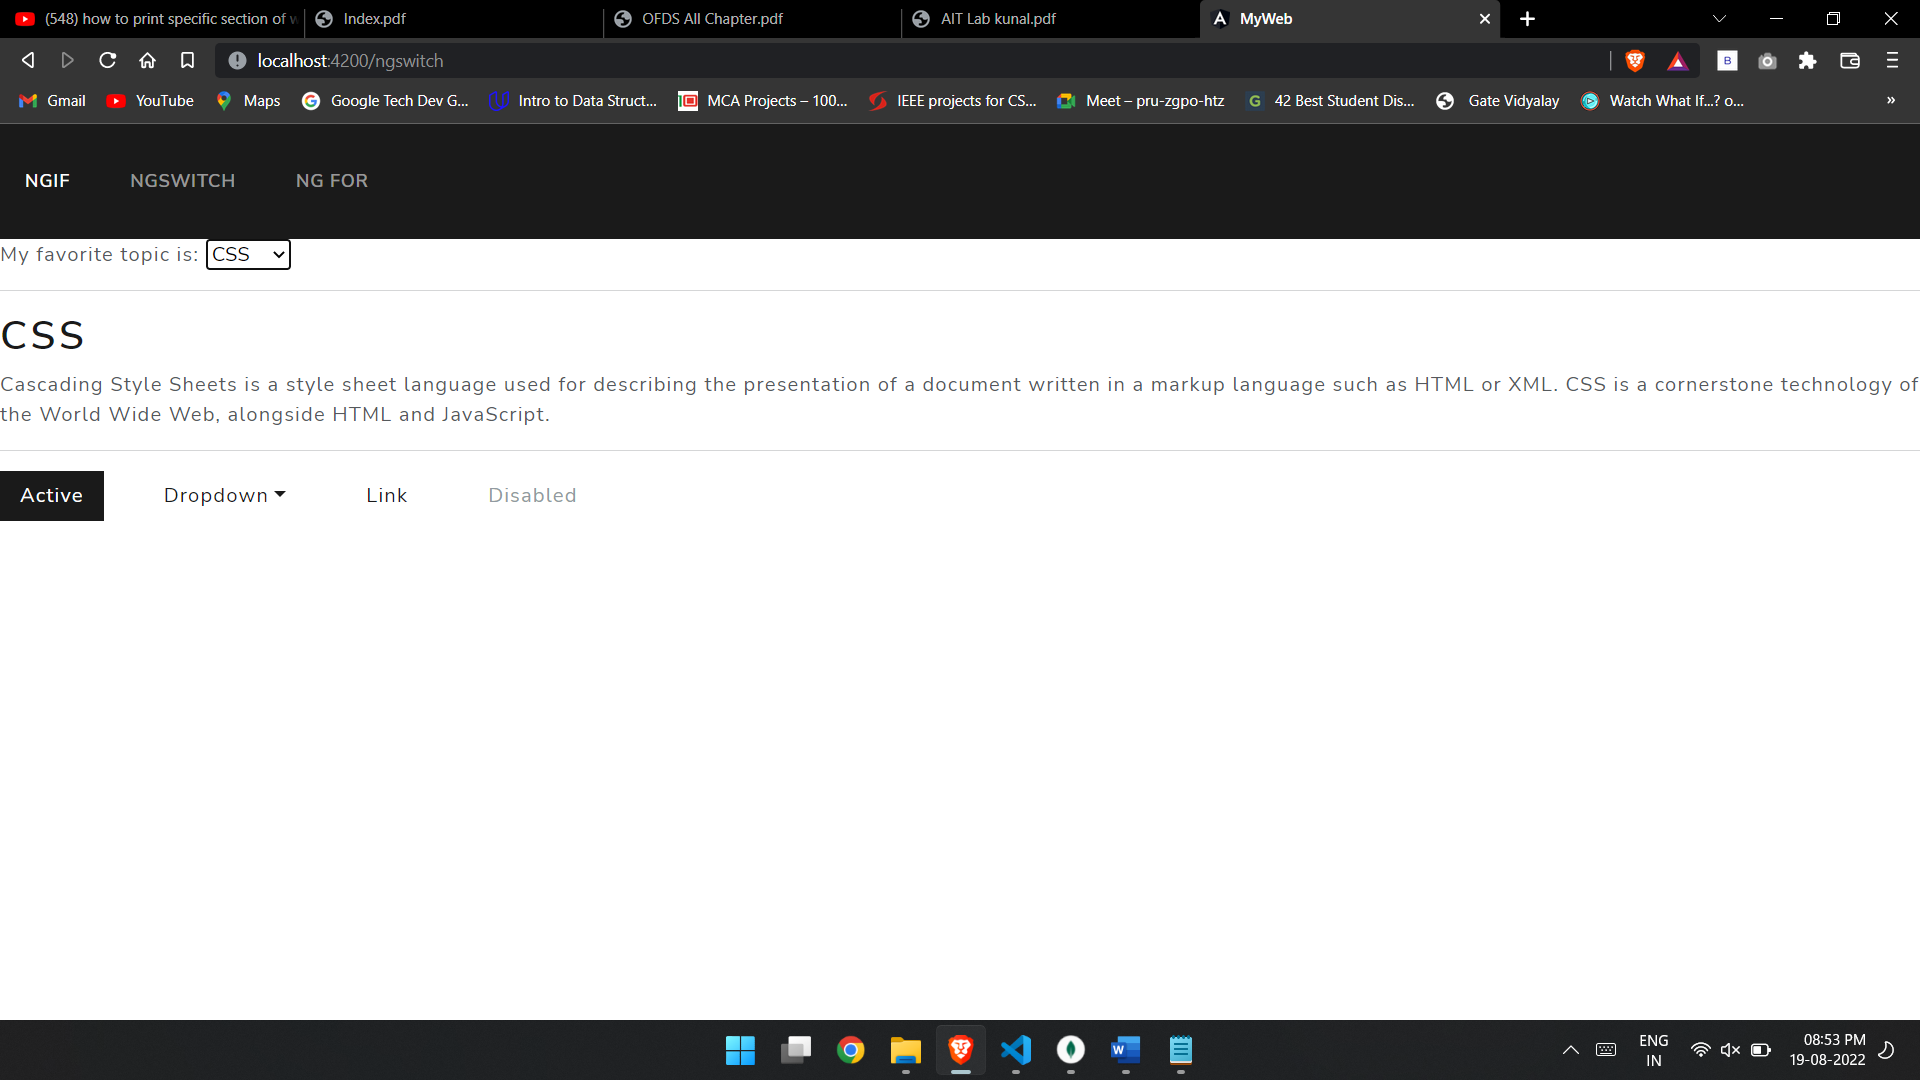 (548) how to print specific section of w
Index.pdf
OFDS All Chapter.pdf
AIT Lab kunal.pdf
MyWeb
localhost:4200/ngswitch
Gmail
YouTube
Maps
Google Tech Dev G...
Intro to Data Struct...
MCA Projects – 100...
IEEE projects for CS...
Meet – pru-zgpo-htz
42 Best Student Dis...
Gate Vidyalay
Watch What If...? o...
NGIF
NGSWITCH
NG FOR
My favorite topic is: CSS
CSS
Cascading Style Sheets is a style sheet language used for describing the presentation of a document written in a markup language such as HTML or XML. CSS is a cornerstone technology of
the World Wide Web, alongside HTML and JavaScript.
Active
Dropdown
Link
Disabled
ENG
IN
08:53 PM
19-08-2022